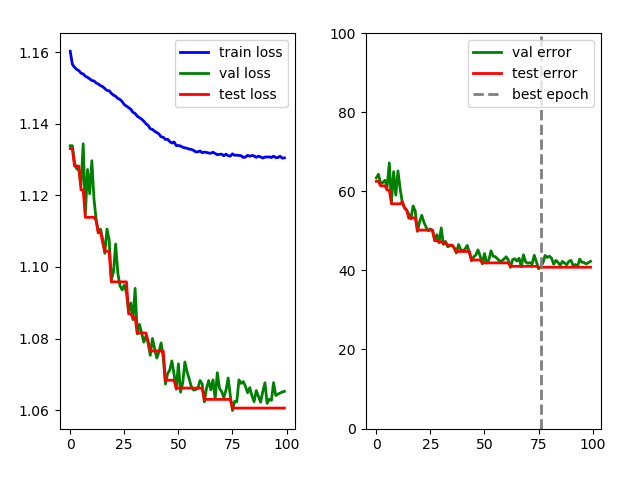 train loss
val loss
test loss
1.16
1.14
1.12
1.10
1.08
1.06
0 25 50 75 100
val error
test error
best epoch
100
80
60
40
20
0
0 25 50 75 100